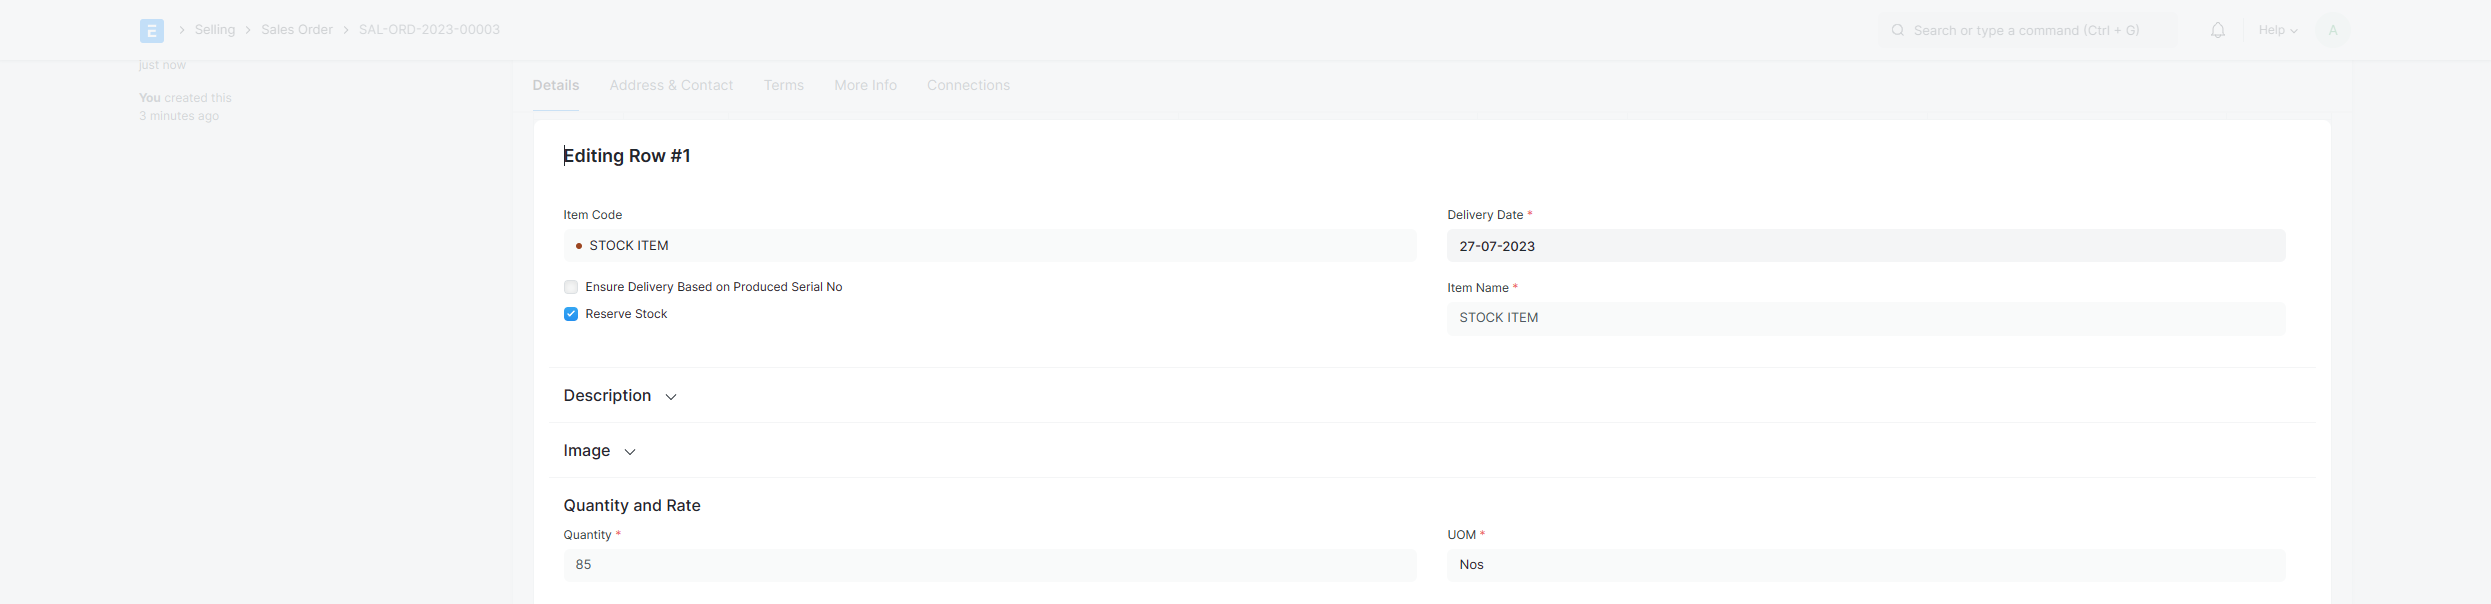 E Selling Sales Order SAL-ORD-2023-00003 Search or type a command (Ctrl + G) Help A
just now
You created this
3 minutes ago
Details Address & Contact Terms More Info Connections
Editing Row #1
Item Code Delivery Date *
STOCK ITEM 27-07-2023
Ensure Delivery Based on Produced Serial No Item Name *
Reserve Stock STOCK ITEM
Description
Image
Quantity and Rate
Quantity * UOM *
85 Nos